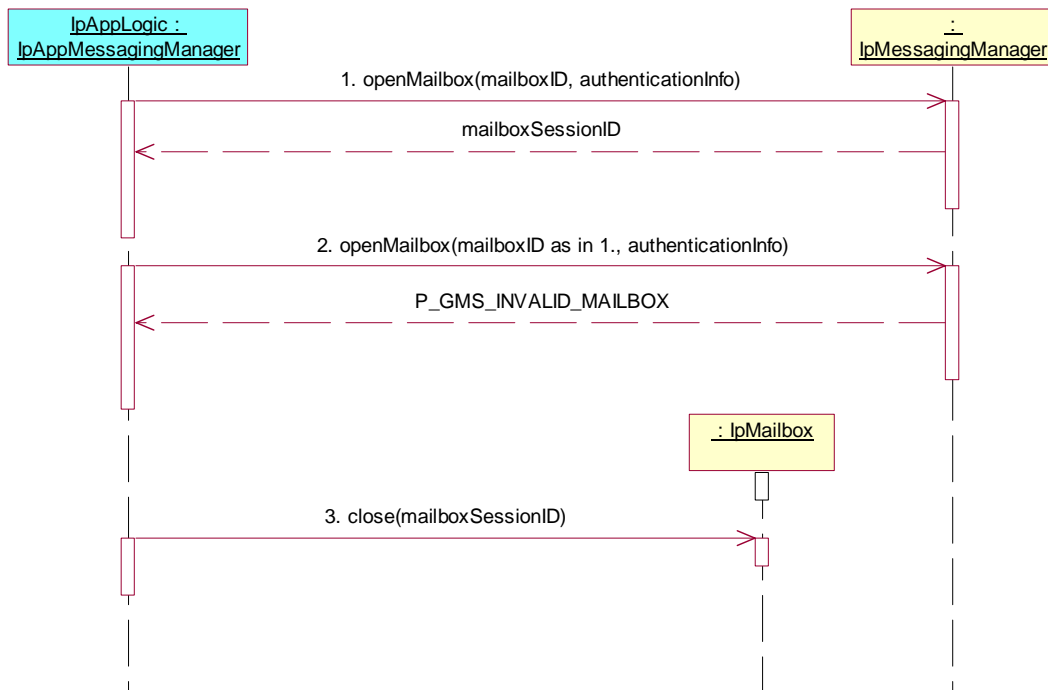 IpAppLogic :
IpAppMessagingManager
:
IpMessagingManager
1. openMailbox(mailboxID, authenticationInfo)
mailboxSessionID
2. openMailbox(mailboxID as in 1., authenticationInfo)
P_GMS_INVALID_MAILBOX
: IpMailbox
3. close(mailboxSessionID)